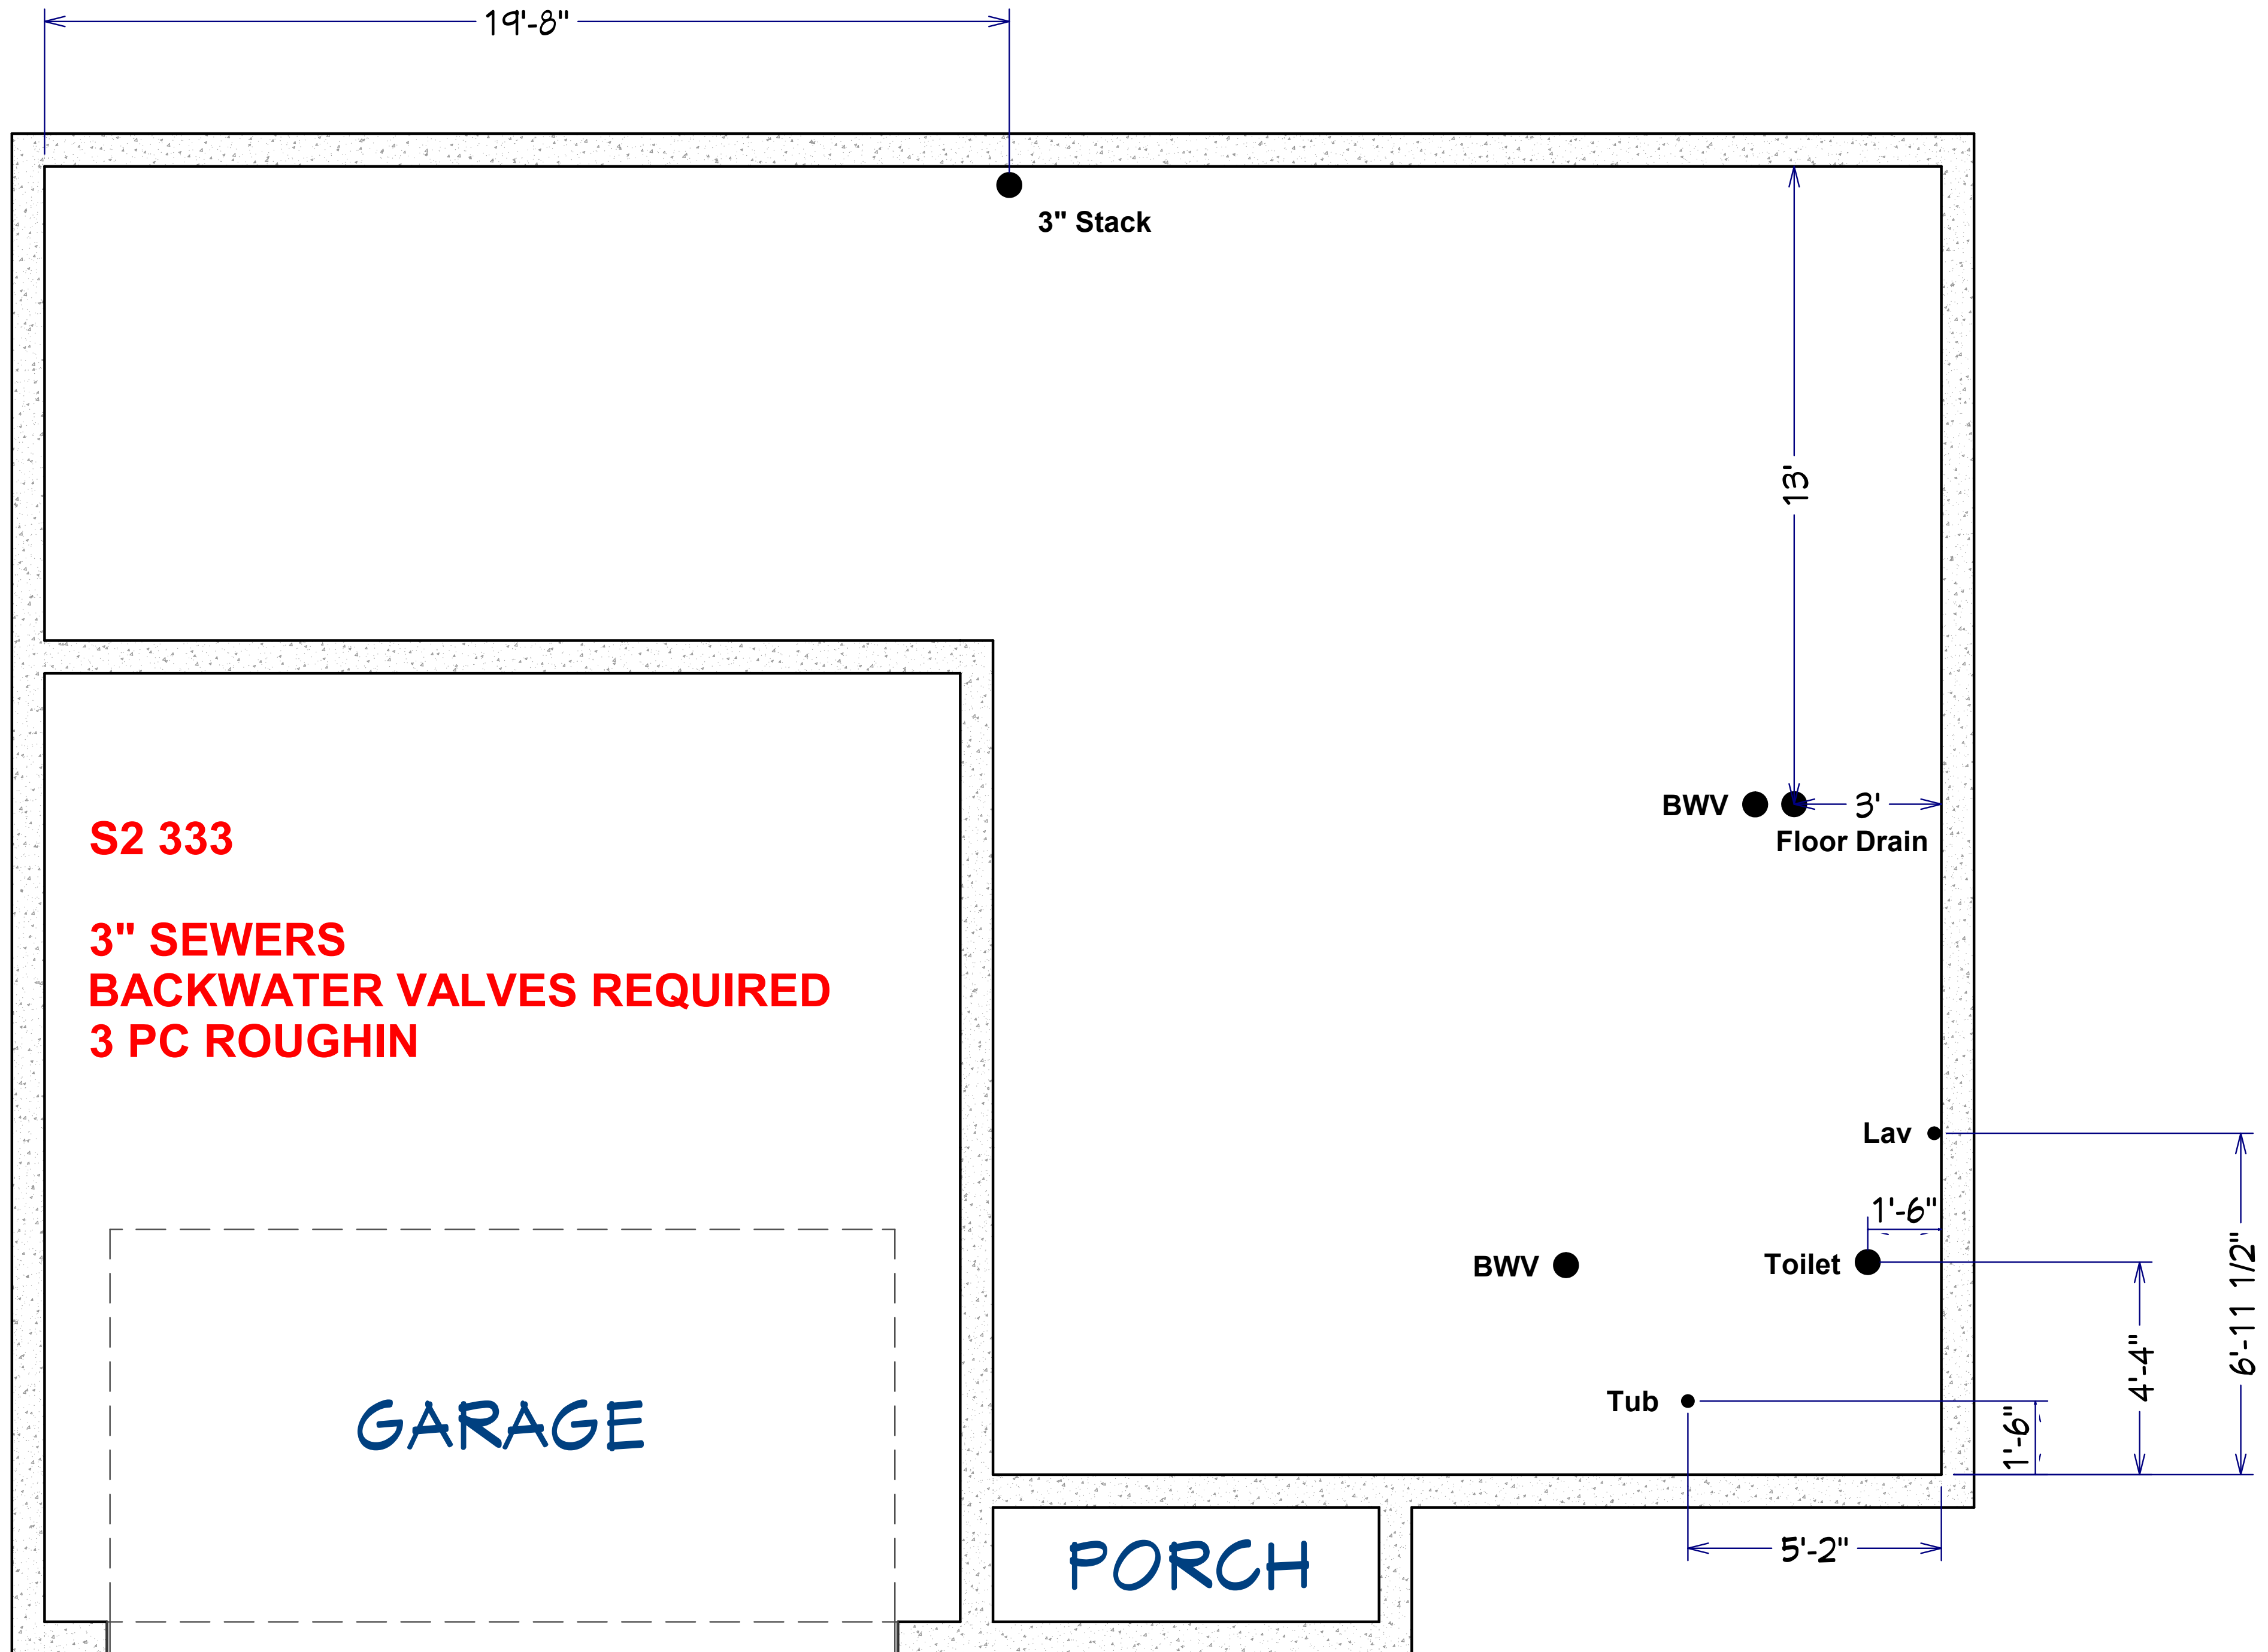 19'-8"
3" Stack
13'
BWV
3'
Floor Drain
S2 333
3" SEWERS
BACKWATER VALVES REQUIRED
3 PC ROUGHIN
Lav
1'-6"
BWV
Toilet
6'-11 1/2"
4'-4"
Tub
1'-6"
GARAGE
5'-2"
PORCH